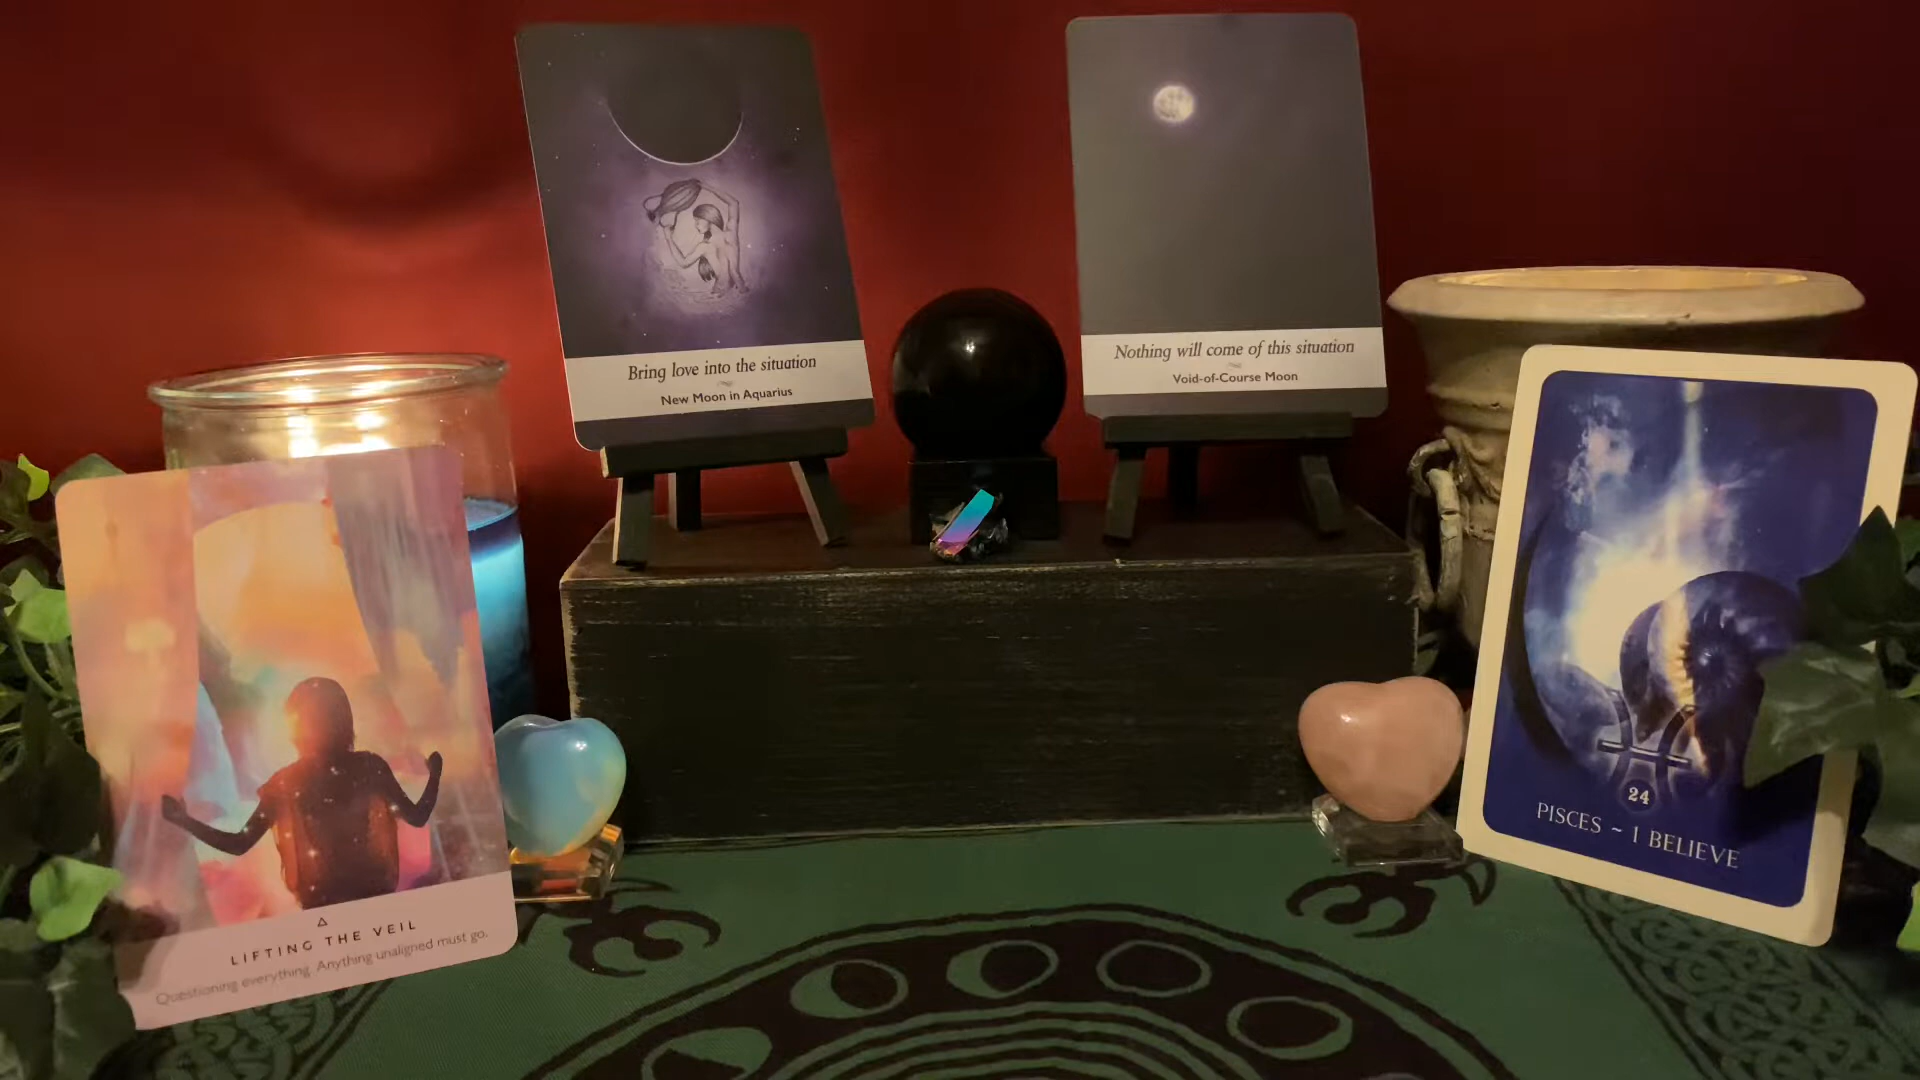 Bring love into the situation
New Moon in Aquarius
Nothing will come of this situation
Void-of-Course Moon
LIFTING THE VEIL
Questioning everything. Anything unaligned must go.
24
PISCES ~ I BELIEVE